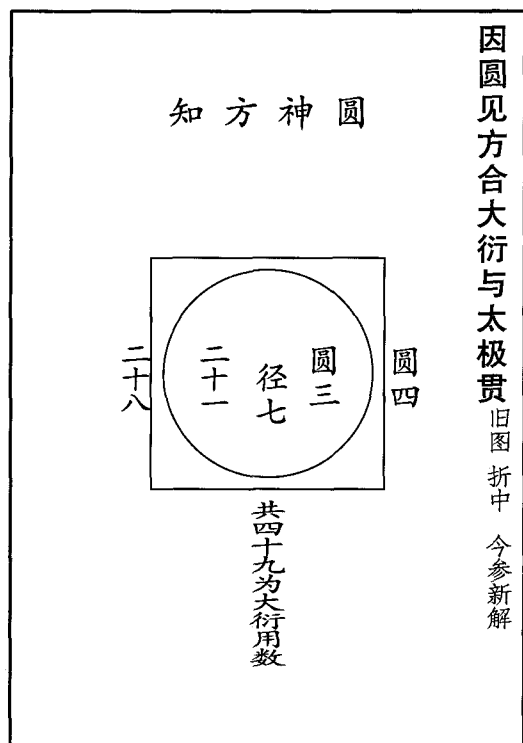 因圆见方合大衍与太极贯 旧图 折中 今参新解
圆神方知
圆四
圆三
径七
二十一
二十八
共四十九为大衍用数